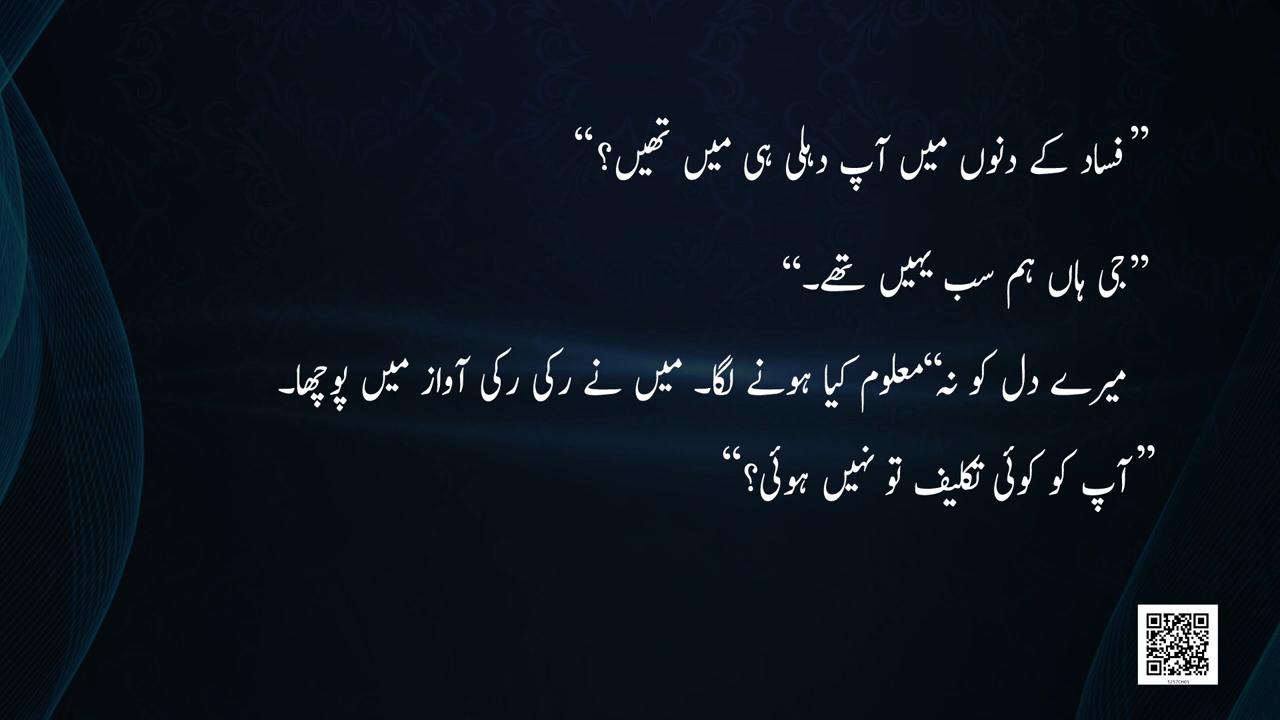 ”فساد کے دنوں میں آپ دہلی ہی میں تھیں؟“
”جی ہاں ہم سب یہیں تھے۔“
میرے دل کو نہ“معلوم کیا ہونے لگا۔ میں نے رکی رکی آواز میں پوچھا۔
”آپ کو کوئی تکلیف تو نہیں ہوئی؟“
5257CH05